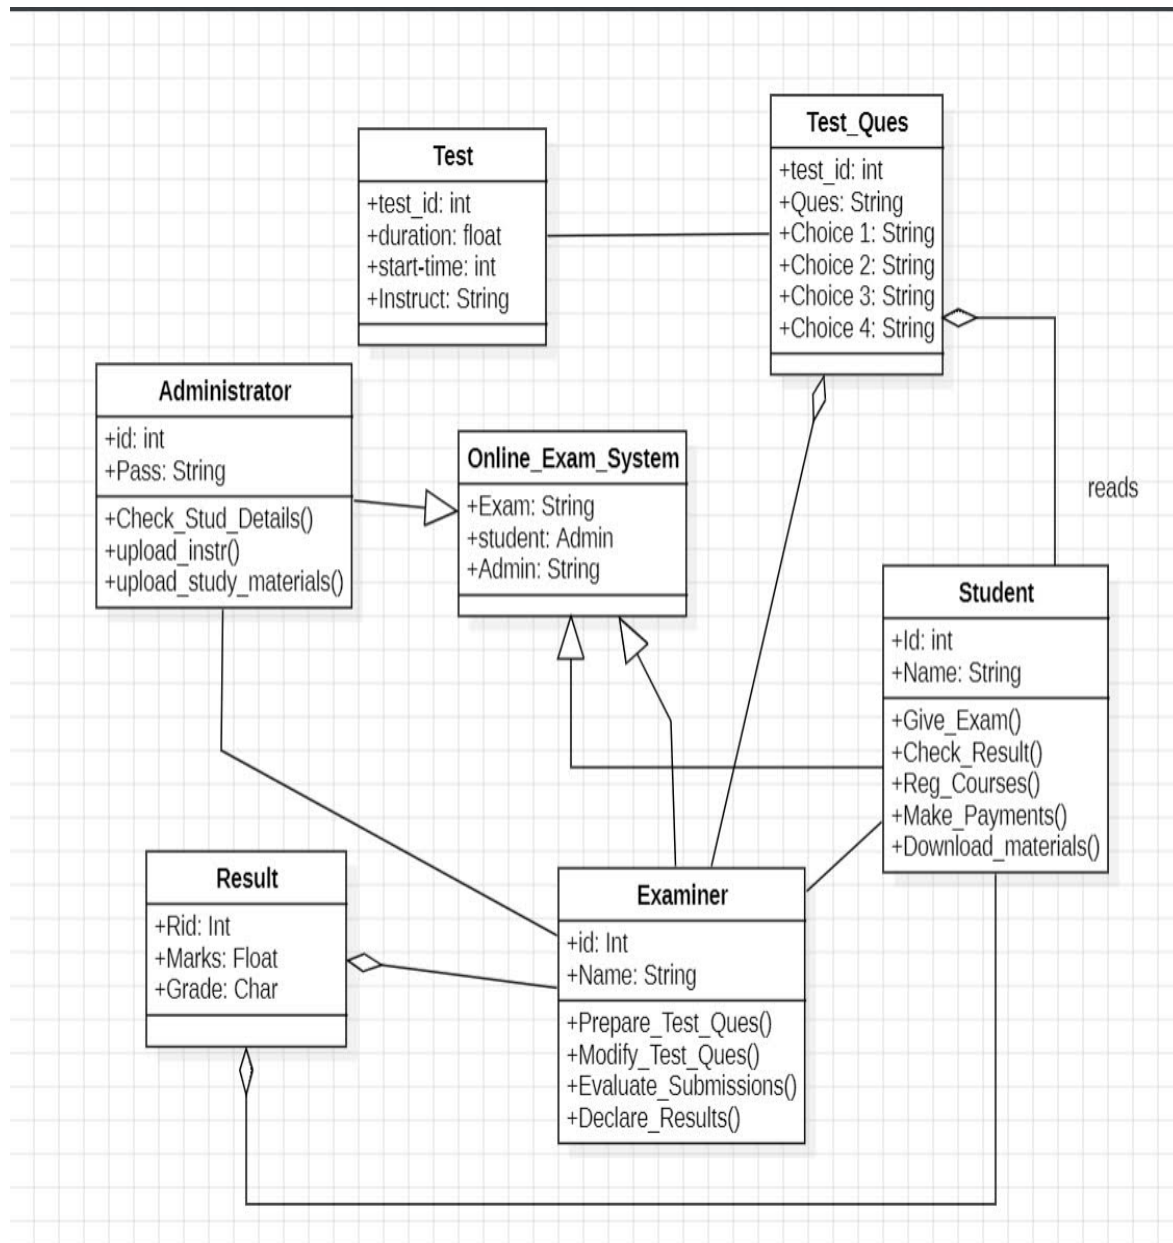 Test
+test_id: int
+duration: float
+start-time: int
+Instruct: String
Test_Ques
+test_id: int
+Ques: String
+Choice 1: String
+Choice 2: String
+Choice 3: String
+Choice 4: String
Administrator
+id: int
+Pass: String
+Check_Stud_Details()
+upload_instr()
+upload_study_materials()
Online_Exam_System
+Exam: String
+student: Admin
+Admin: String
reads
Student
+Id: int
+Name: String
+Give_Exam()
+Check_Result()
+Reg_Courses()
+Make_Payments()
+Download_materials()
Result
+Rid: Int
+Marks: Float
+Grade: Char
Examiner
+id: Int
+Name: String
+Prepare_Test_Ques()
+Modify_Test_Ques()
+Evaluate_Submissions()
+Declare_Results()